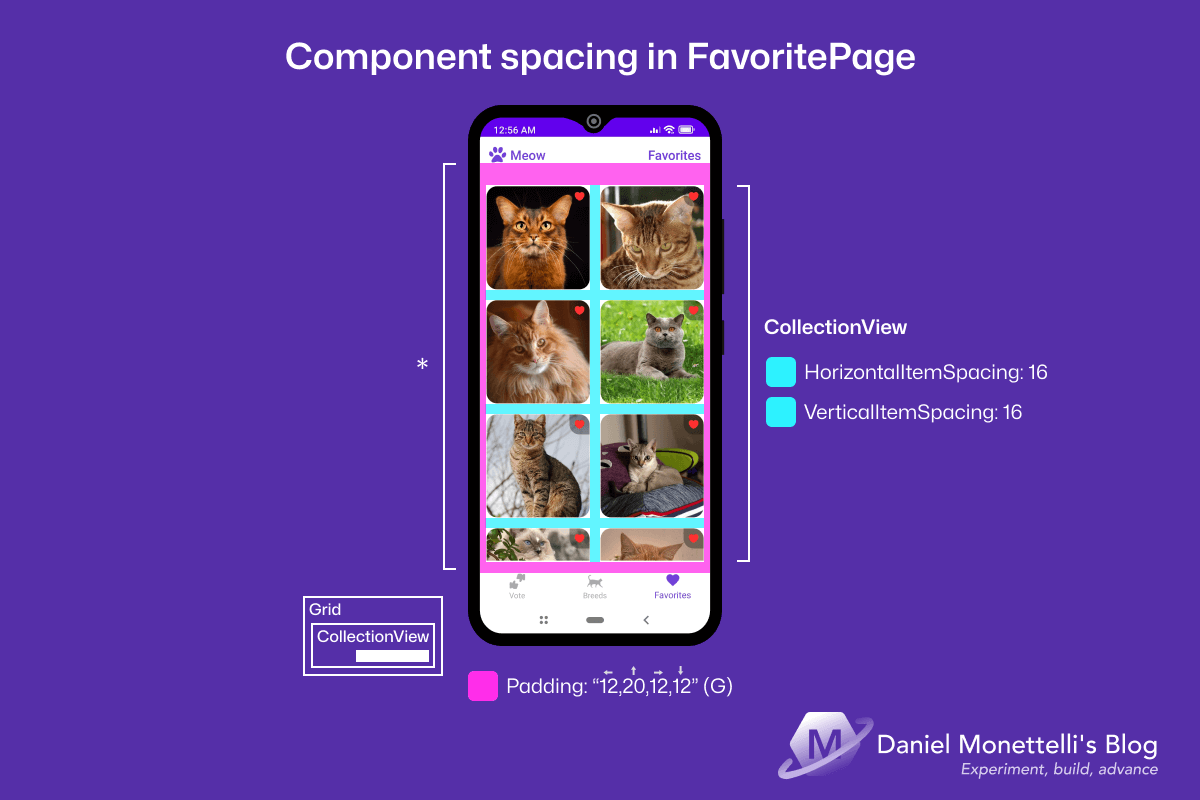 Component spacing in FavoritePage
12:56 AM
Meow
Favorites
*
CollectionView
HorizontalItemSpacing: 16
VerticalItemSpacing: 16
Vote
Breeds
Favorites
Grid
CollectionView
Padding: “12,20,12,12” (G)
M
Daniel Monettelli's Blog
Experiment, build, advance